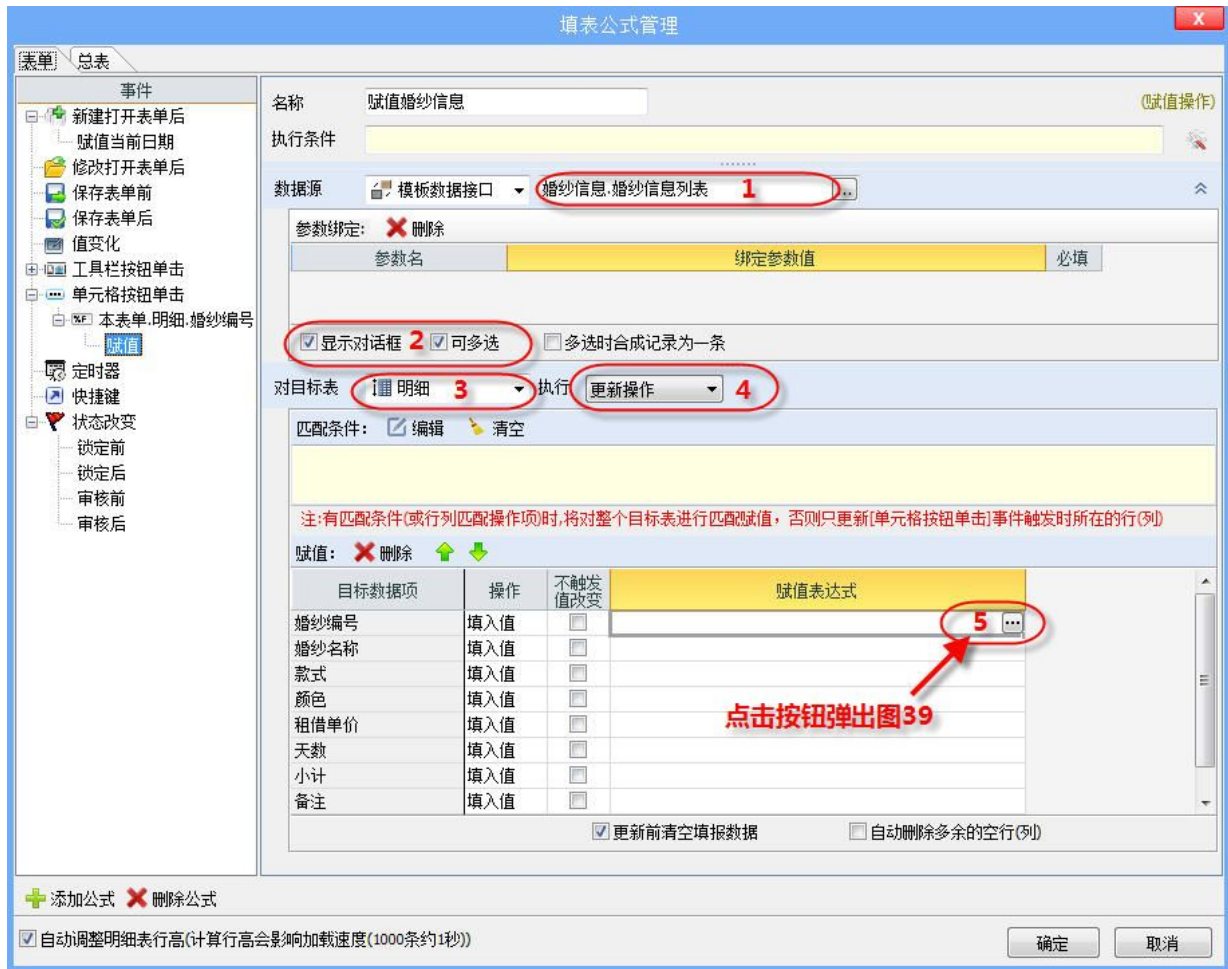 填表公式管理
X
表单 总表
事件
新建打开表单后
赋值当前日期
修改打开表单后
保存表单前
保存表单后
值变化
工具栏按钮单击
单元格按钮单击
本表单.明细.婚纱编号
赋值
定时器
快捷键
状态改变
锁定前
锁定后
审核前
审核后
名称 赋值婚纱信息 (赋值操作)
执行条件
数据源 模板数据接口 婚纱信息.婚纱信息列表 1 ...
参数绑定: 删除
参数名 绑定参数值 必填
显示对话框 2 可多选 多选时合成记录为一条
对目标表 明细 3 执行 更新操作 4
匹配条件: 编辑 清空
注:有匹配条件(或行列匹配操作项)时,将对整个目标表进行匹配赋值，否则只更新[单元格按钮单击]事件触发时所在的行(列)
赋值: 删除
目标数据项 操作 不触发值改变 赋值表达式
婚纱编号 填入值 5 ...
婚纱名称 填入值
款式 填入值
颜色 填入值
租借单价 填入值
天数 填入值
小计 填入值
备注 填入值
点击按钮弹出图39
更新前清空填报数据 自动删除多余的空行(列)
添加公式 删除公式
自动调整明细表行高(计算行高会影响加载速度(1000条约1秒))
确定 取消